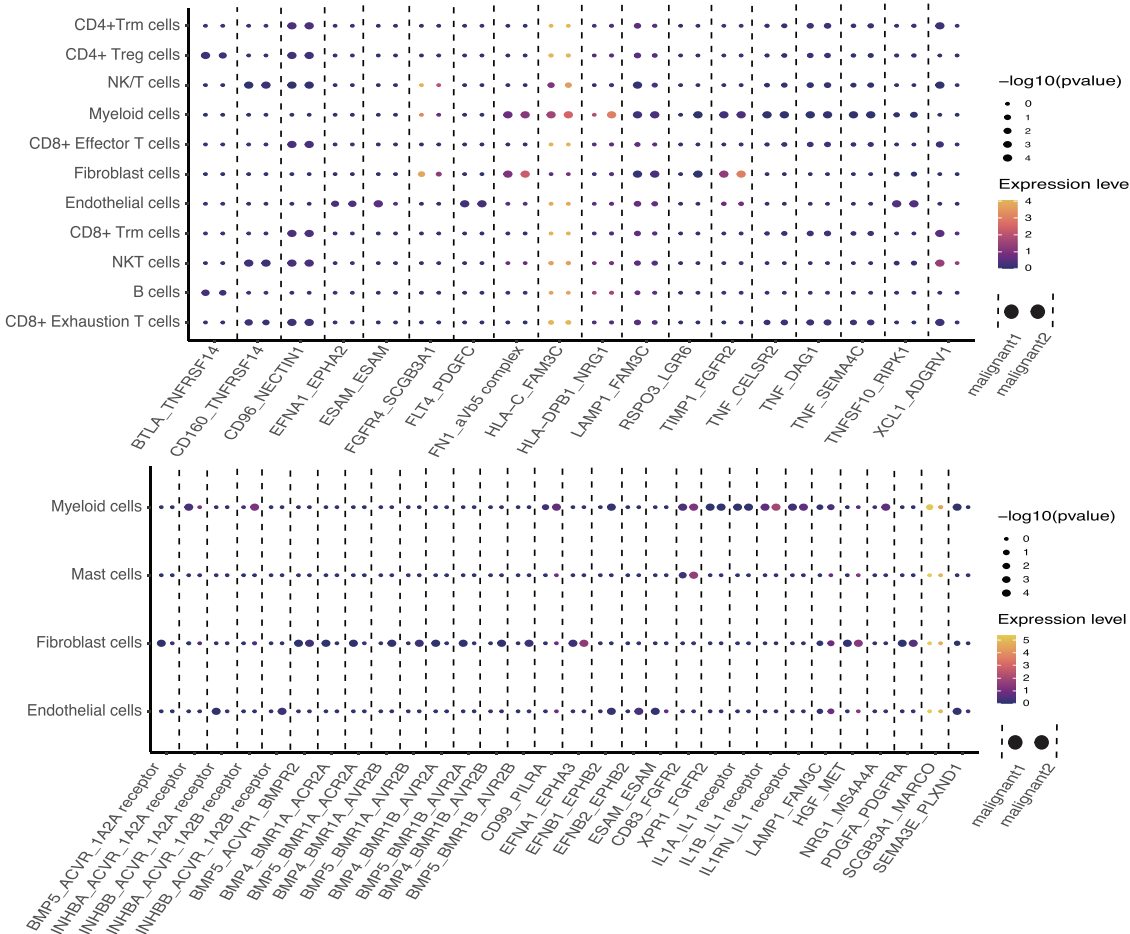 CD4+Trm cells
CD4+ Treg cells
NK/T cells
Myeloid cells
CD8+ Effector T cells
Fibroblast cells
Endothelial cells
CD8+ Trm cells
NKT cells
B cells
CD8+ Exhaustion T cells
BTLA_TNFRSF14
CD160_TNFRSF14
CD96_NECTIN1
EFNA1_EPHA2
ESAM_ESAM
FGFR4_SCGB3A1
FLT4_PDGFC
FN1_aVb5 complex
HLA−C_FAM3C
HLA−DPB1_NRG1
LAMP1_FAM3C
RSPO3_LGR6
TIMP1_FGFR2
TNF_CELSR2
TNF_DAG1
TNF_SEMA4C
TNFSF10_RIPK1
XCL1_ADGRV1
−log10(pvalue)
0
1
2
3
4
Expression leve
4
3
2
1
0
malignant1
malignant2
Myeloid cells
Mast cells
Fibroblast cells
Endothelial cells
BMP5_ACVR_1A2A receptor
INHBA_ACVR_1A2A receptor
INHBB_ACVR_1A2A receptor
INHBA_ACVR_1A2B receptor
INHBB_ACVR_1A2B receptor
BMP5_ACVR1_BMPR2
BMP4_BMR1A_ACR2A
BMP5_BMR1A_ACR2A
BMP4_BMR1A_AVR2B
BMP5_BMR1A_AVR2B
BMP4_BMR1B_AVR2A
BMP5_BMR1B_AVR2A
BMP4_BMR1B_AVR2B
BMP5_BMR1B_AVR2B
CD99_PILRA
EFNA1_EPHA3
EFNB1_EPHB2
EFNB2_EPHB2
ESAM_ESAM
CD83_FGFR2
XPR1_FGFR2
IL1A_IL1 receptor
IL1B_IL1 receptor
IL1RN_IL1 receptor
LAMP1_FAM3C
HGF_MET
NRG1_MS4A4A
PDGFA_PDGFRA
SCGB3A1_MARCO
SEMA3E_PLXND1
−log10(pvalue)
0
1
2
3
4
Expression level
5
4
3
2
1
0
malignant1
malignant2